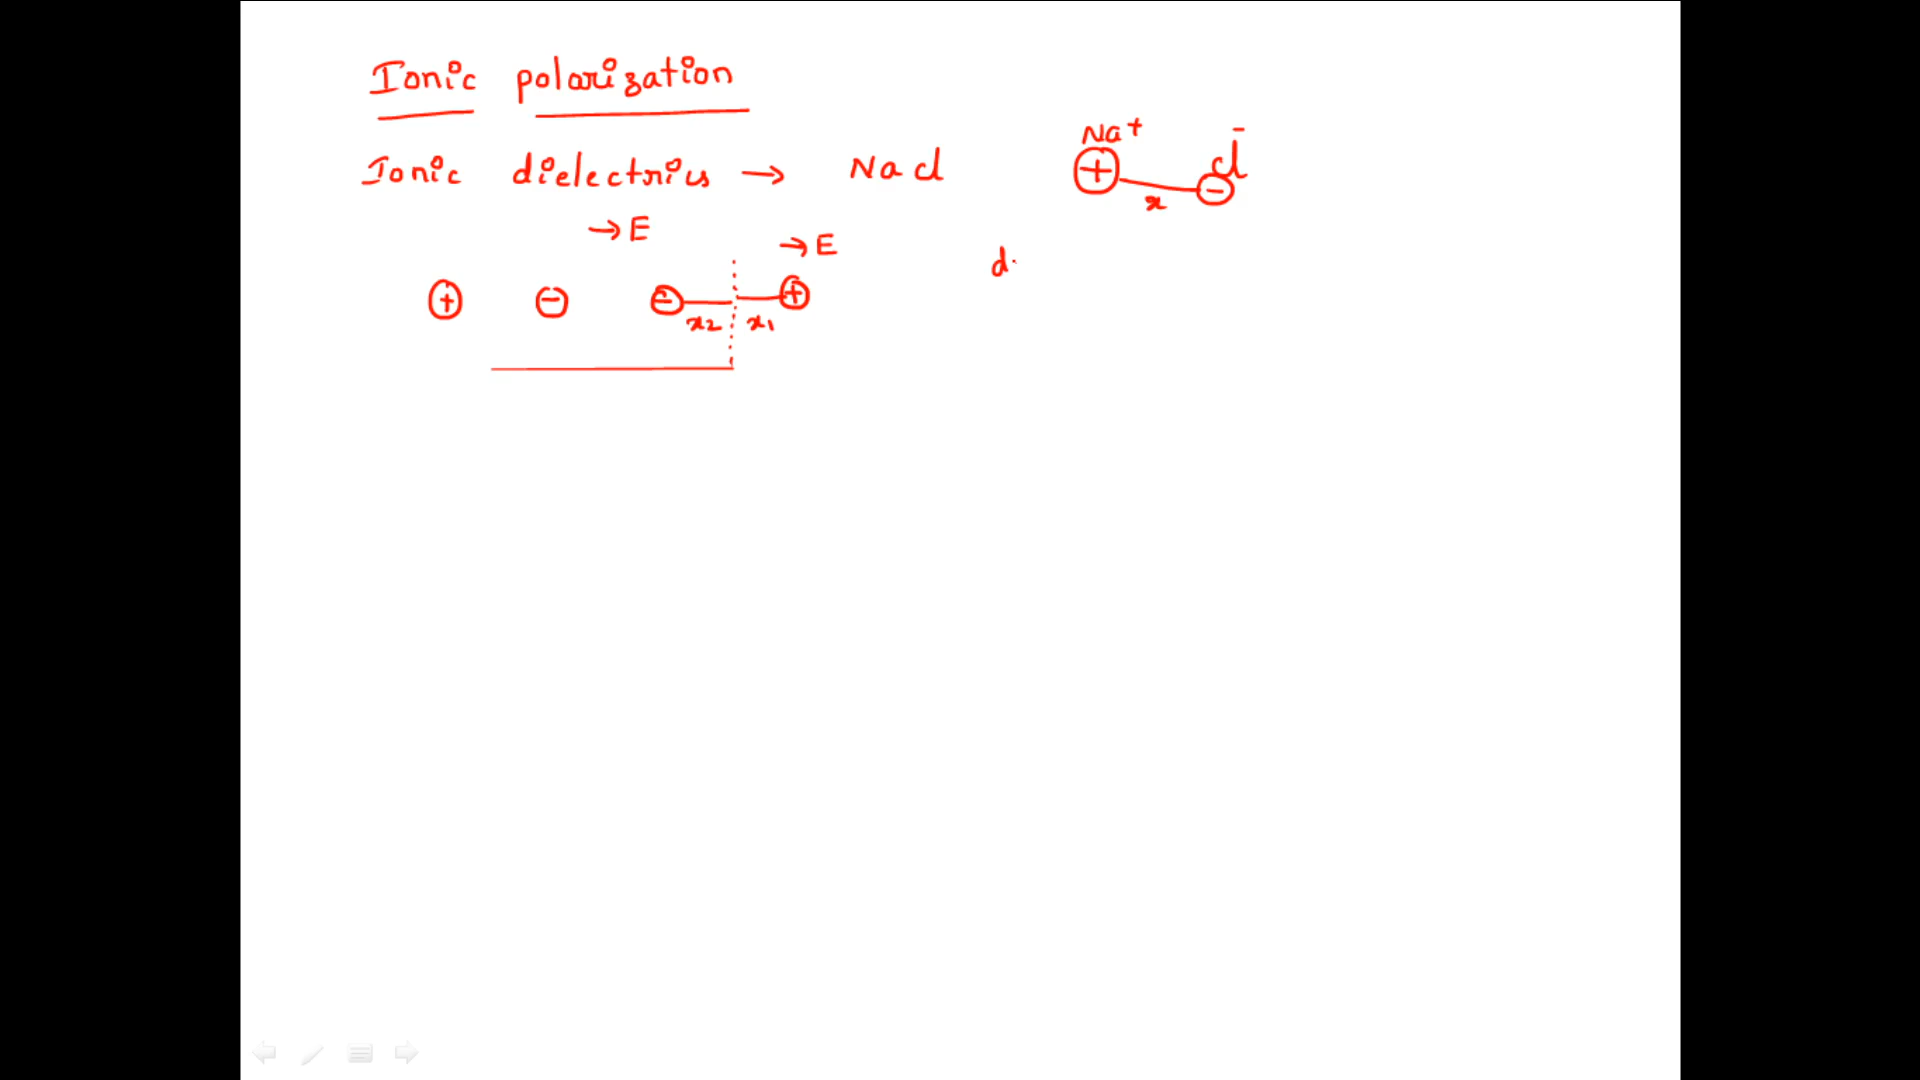 Ionic polarization
Ionic dielectrics → Nacl
Na+ cl-
+ x -
→ E
→ E
d.
+ - - +
x2 x1